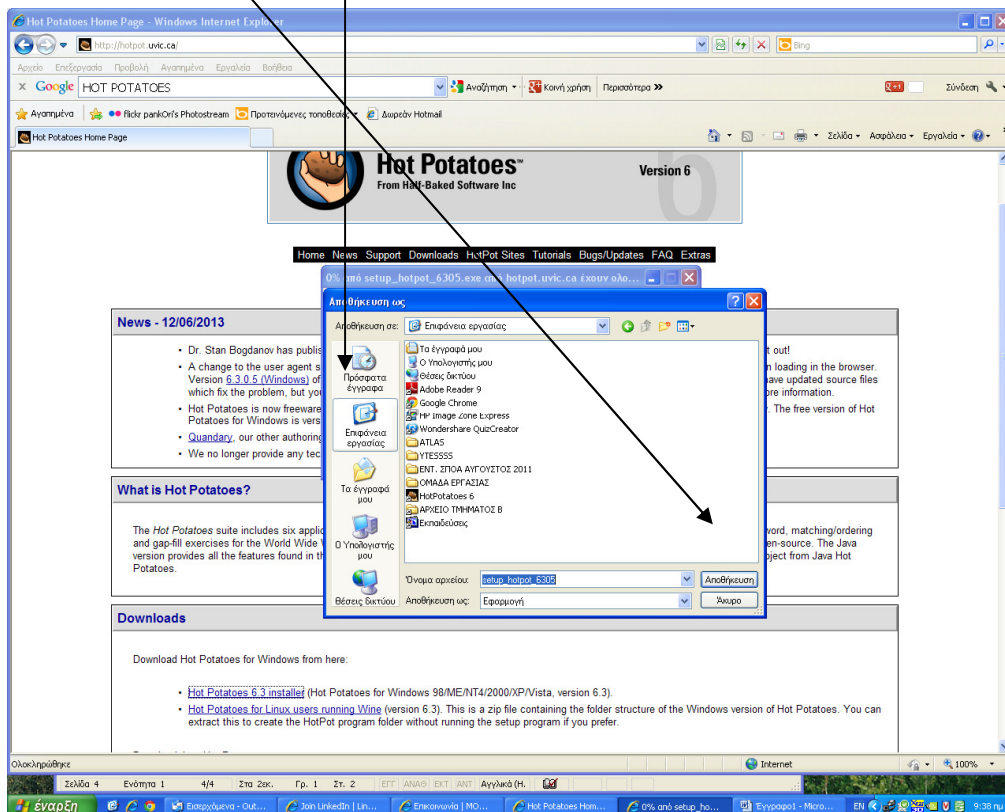 Hot Potatoes Home Page - Windows Internet Explorer
http://hotpot.uvic.ca/
Bing
Αρχείο Επεξεργασία Προβολή Αγαπημένα Εργαλεία Βοήθεια
Google HOT POTATOES Αναζήτηση Κοινή χρήση Περισσότερα Σύνδεση
Αγαπημένα flickr pankOri's Photostream Προτεινόμενες τοποθεσίες Δωρεάν Hotmail
Hot Potatoes Home Page Σελίδα Ασφάλεια Εργαλεία
Hot Potatoes™
From Half-Baked Software Inc
Version 6
6
Home News Support Downloads HotPot Sites Tutorials Bugs/Updates FAQ Extras
0% από setup_hotpot_6305.exe από hotpot.uvic.ca έχουν ολο...
Αποθήκευση ως
Αποθήκευση σε: Επιφάνεια εργασίας
Πρόσφατα έγγραφα
Επιφάνεια εργασίας
Τα έγγραφά μου
Ο Υπολογιστής μου
Θέσεις δικτύου
Τα έγγραφά μου
Ο Υπολογιστής μου
Θέσεις δικτύου
Adobe Reader 9
Google Chrome
HP Image Zone Express
Wondershare QuizCreator
ATLAS
YTESSSS
ΕΝΤ. ΣΠΟΑ ΑΥΓΟΥΣΤΟΣ 2011
ΟΜΑΔΑ ΕΡΓΑΣΙΑΣ
HotPotatoes 6
ΑΡΧΕΙΟ ΤΜΗΜΑΤΟΣ Β
Εκπαιδεύσεις
Όνομα αρχείου: setup_hotpot_6305 Αποθήκευση
Αποθήκευση ως: Εφαρμογή Άκυρο
News - 12/06/2013
• Dr. Stan Bogdanov has publis t out!
• A change to the user agent s n loading in the browser.
Version 6.3.0.5 (Windows) of ave updated source files
which fix the problem, but yo ore information.
• Hot Potatoes is now freeware . The free version of Hot
Potatoes for Windows is vers
• Quandary, our other authoring
• We no longer provide any tec
What is Hot Potatoes?
The Hot Potatoes suite includes six applic word, matching/ordering
and gap-fill exercises for the World Wide en-source. The Java
version provides all the features found in th ject from Java Hot
Potatoes.
Downloads
Download Hot Potatoes for Windows from here:
• Hot Potatoes 6.3 installer (Hot Potatoes for Windows 98/ME/NT4/2000/XP/Vista, version 6.3).
• Hot Potatoes for Linux users running Wine (version 6.3). This is a zip file containing the folder structure of the Windows version of Hot Potatoes. You can
extract this to create the HotPot program folder without running the setup program if you prefer.
Ολοκληρώθηκε Internet 100%
Σελίδα 4 Ενότητα 1 4/4 Στα 2εκ. Γρ. 1 Στ. 2 ΕΓΓ ΑΝΑΘ ΕΚΤ ΑΝΤ Αγγλικά (Η.
έναρξη Εισερχόμενα - Out... Join LinkedIn | Lin... Επικοινωνία | MO... Hot Potatoes Hom... 0% από setup_ho... Έγγραφο1 - Micro... EN 9:38 πμ